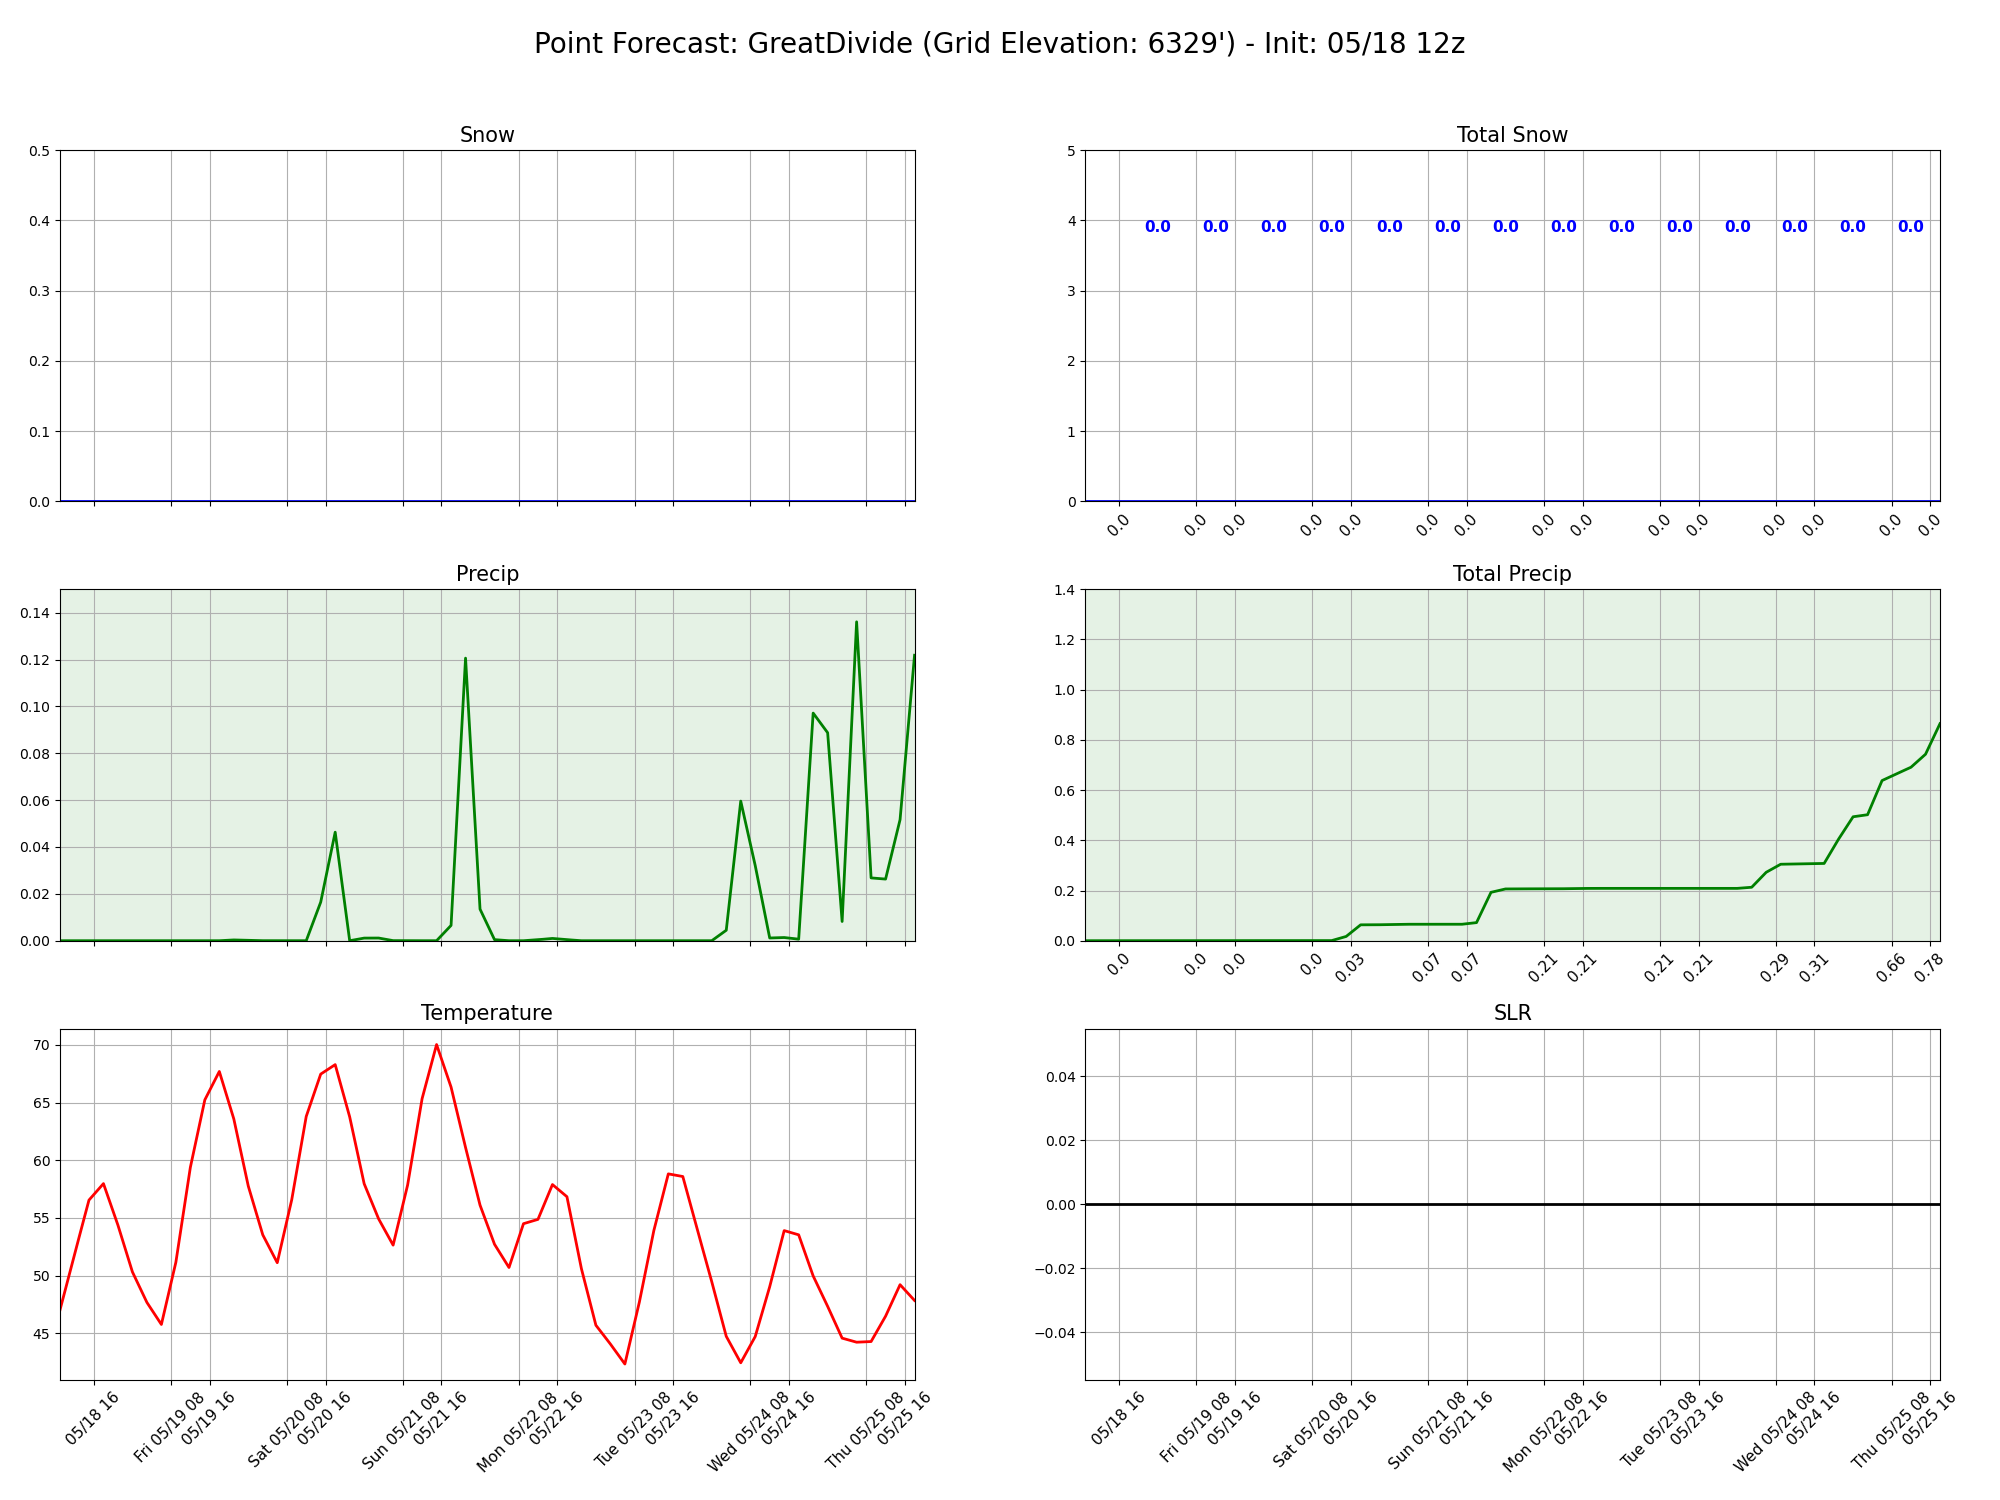 Point Forecast: GreatDivide (Grid Elevation: 6329') - Init: 05/18 12z
Snow
0.5
0.4
0.3
0.2
0.1
0.0
Total Snow
5
4
3
2
1
0
0.0 0.0 0.0 0.0 0.0 0.0 0.0 0.0 0.0 0.0 0.0 0.0 0.0 0.0
0.0 0.0 0.0 0.0 0.0 0.0 0.0 0.0 0.0 0.0 0.0 0.0 0.0 0.0 0.0
Precip
0.14
0.12
0.10
0.08
0.06
0.04
0.02
0.00
Total Precip
1.4
1.2
1.0
0.8
0.6
0.4
0.2
0.0
0.0 0.0 0.0 0.0 0.03 0.07 0.07 0.21 0.21 0.21 0.21 0.29 0.31 0.66 0.78
Temperature
70
65
60
55
50
45
05/18 16
Fri 05/19 08
05/19 16
Sat 05/20 08
05/20 16
Sun 05/21 08
05/21 16
Mon 05/22 08
05/22 16
Tue 05/23 08
05/23 16
Wed 05/24 08
05/24 16
Thu 05/25 08
05/25 16
SLR
0.04
0.02
0.00
−0.02
−0.04
05/18 16
Fri 05/19 08
05/19 16
Sat 05/20 08
05/20 16
Sun 05/21 08
05/21 16
Mon 05/22 08
05/22 16
Tue 05/23 08
05/23 16
Wed 05/24 08
05/24 16
Thu 05/25 08
05/25 16